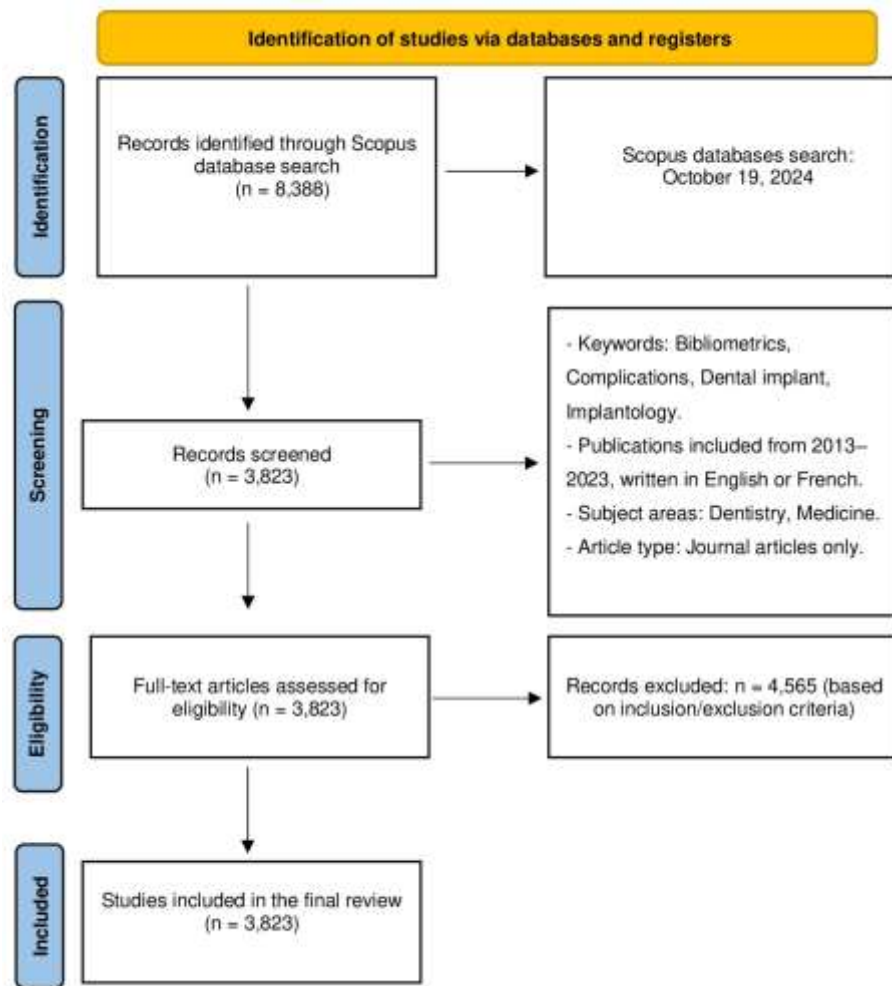 Identification of studies via databases and registers
Identification
Records identified through Scopus
database search
(n = 8,388)
Scopus databases search:
October 19, 2024
Screening
Records screened
(n = 3,823)
- Keywords: Bibliometrics,
Complications, Dental implant,
Implantology.
- Publications included from 2013–
2023, written in English or French.
- Subject areas: Dentistry, Medicine.
- Article type: Journal articles only.
Eligibility
Full-text articles assessed for
eligibility (n = 3,823)
Records excluded: n = 4,565 (based
on inclusion/exclusion criteria)
Included
Studies included in the final review
(n = 3,823)